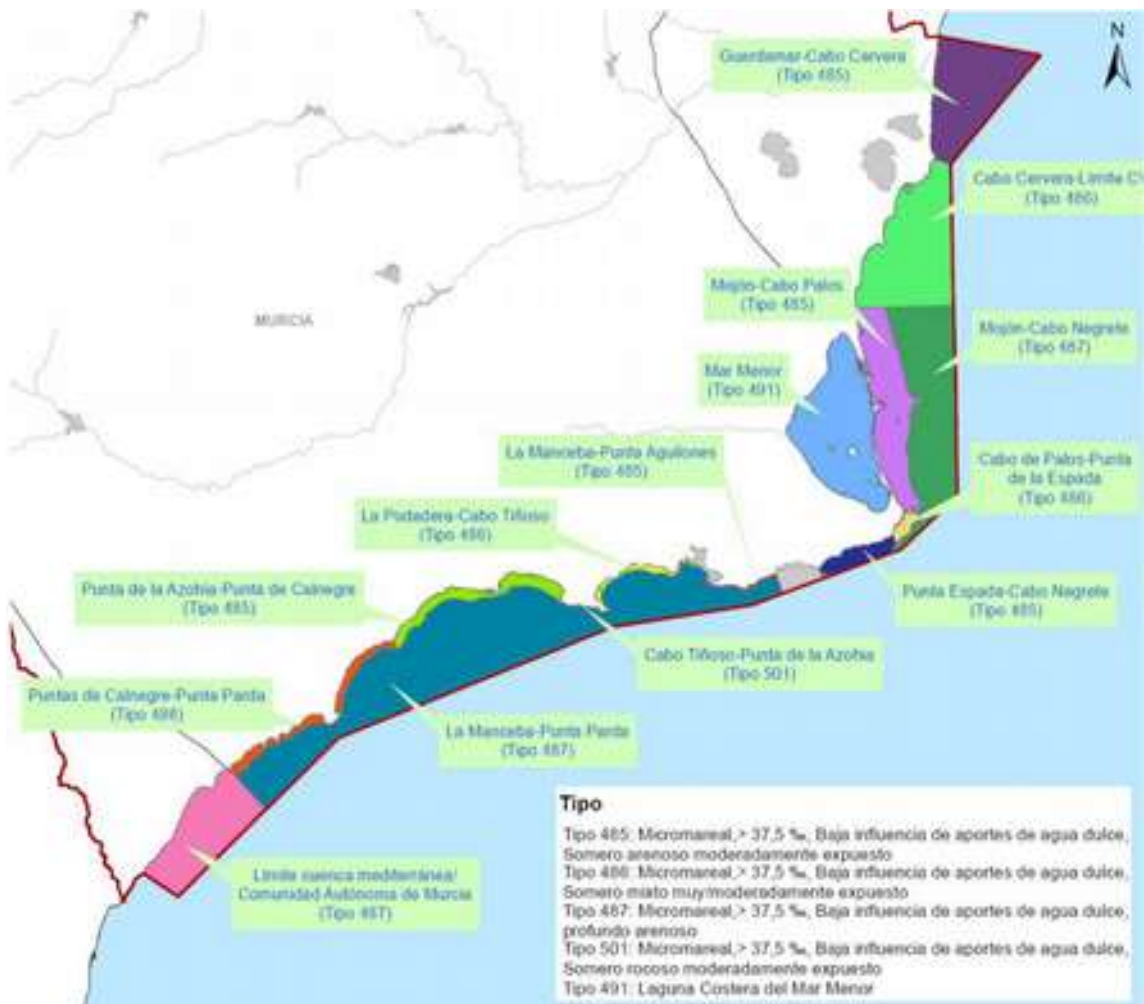 N
Guardamar-Cabo Cervera
(Tipo 485)
Cabo Cervera-Límite CV
(Tipo 486)
Mojón-Cabo Palos
(Tipo 485)
MURCIA
Mojón-Cabo Negrete
(Tipo 487)
Mar Menor
(Tipo 491)
La Manceba-Punta Aguilones
(Tipo 485)
Cabo de Palos-Punta
de la Espada
(Tipo 486)
La Podadera-Cabo Tiñoso
(Tipo 486)
Punta de la Azohía-Punta de Calnegre
(Tipo 485)
Punta Espada-Cabo Negrete
(Tipo 485)
Cabo Tiñoso-Punta de la Azohía
(Tipo 501)
Puntas de Calnegre-Punta Parda
(Tipo 486)
La Manceba-Punta Parda
(Tipo 487)
Límite cuenca mediterránea/
Comunidad Autónoma de Murcia
(Tipo 487)
Tipo
Tipo 485: Micromareal,> 37,5 ‰, Baja influencia de aportes de agua dulce,
Somero arenoso moderadamente expuesto
Tipo 486: Micromareal,> 37,5 ‰, Baja influencia de aportes de agua dulce,
Somero mixto muy/moderadamente expuesto
Tipo 487: Micromareal,> 37,5 ‰, Baja influencia de aportes de agua dulce,
profundo arenoso
Tipo 501: Micromareal,> 37,5 ‰, Baja influencia de aportes de agua dulce,
Somero rocoso moderadamente expuesto
Tipo 491: Laguna Costera del Mar Menor